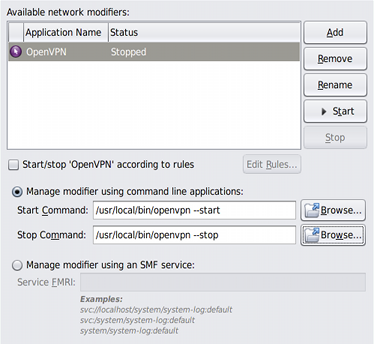 Available network modifiers:
Application Name Status
OpenVPN Stopped
Add
Remove
Rename
Start
Stop
Start/stop 'OpenVPN' according to rules
Edit Rules...
Manage modifier using command line applications:
Start Command: /usr/local/bin/openvpn --start Browse...
Stop Command: /usr/local/bin/openvpn --stop Browse...
Manage modifier using an SMF service:
Service FMRI:
Examples:
svc://localhost/system/system-log:default
svc:/system/system-log:default
system/system-log:default